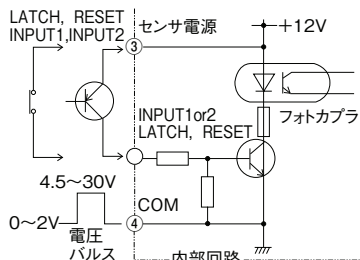 LATCH, RESET
INPUT1,INPUT2
センサ電源
+12V
③
フォトカプラ
INPUT1or2
LATCH, RESET
4.5〜30V
COM
0〜2V
④
電圧
パルス
内部回路